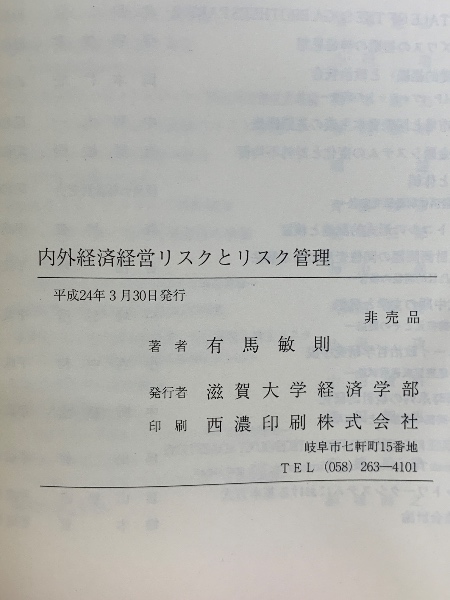 内外経済経営リスクとリスク管理
平成24年3月30日発行
非売品
著者 有馬敏則
発行者 滋賀大学経済学部
印刷 西濃印刷株式会社
岐阜市七軒町15番地
TEL (058) 263―4101